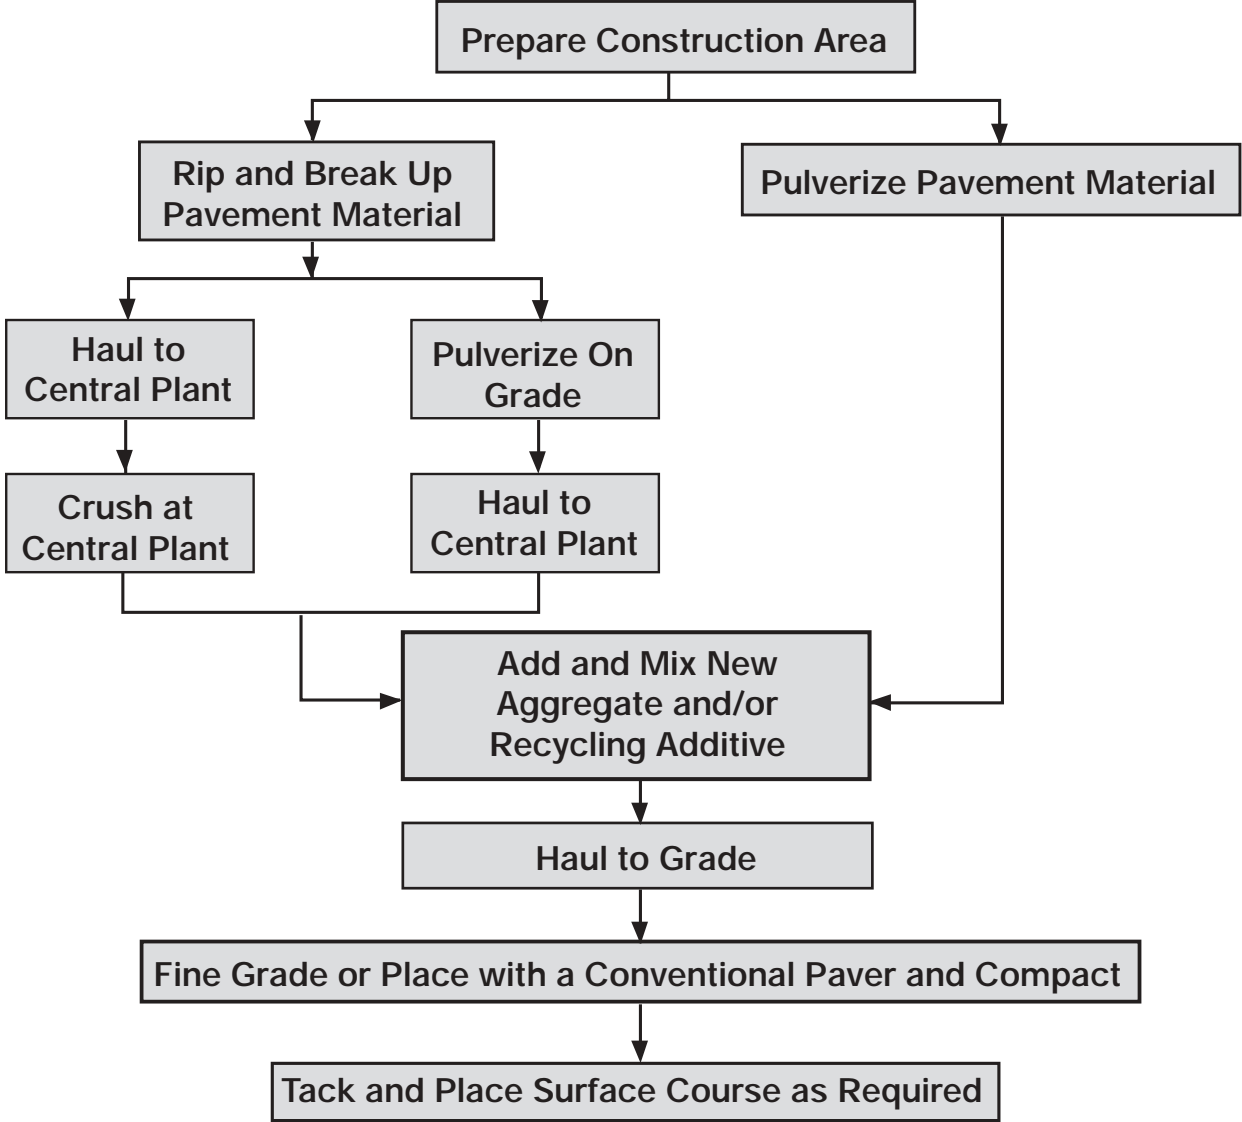 Prepare Construction Area
Rip and Break Up
Pavement Material
Pulverize Pavement Material
Haul to
Central Plant
Pulverize On
Grade
Crush at
Central Plant
Haul to
Central Plant
Add and Mix New
Aggregate and/or
Recycling Additive
Haul to Grade
Fine Grade or Place with a Conventional Paver and Compact
Tack and Place Surface Course as Required